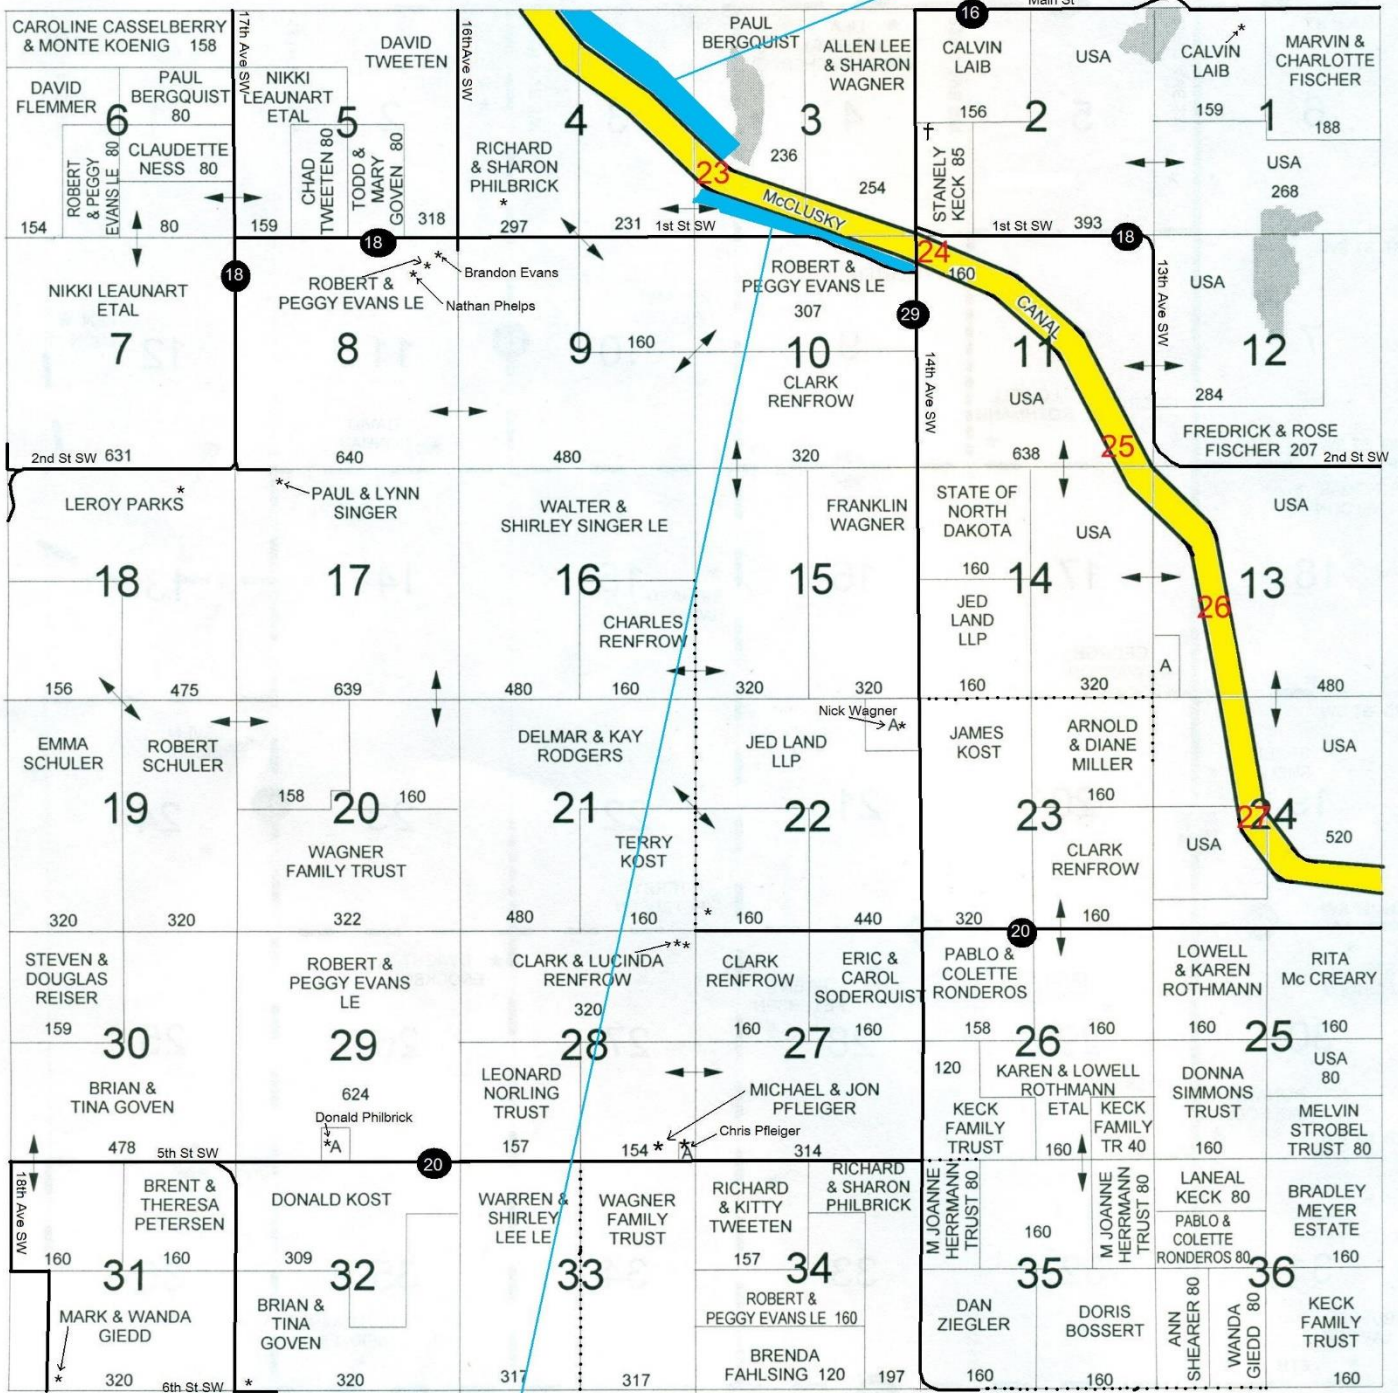 Main St
16
CAROLINE CASSELBERRY
& MONTE KOENIG 158
17th Ave SW
DAVID
TWEETEN
16thAve SW
PAUL
BERGQUIST
ALLEN LEE
& SHARON
WAGNER
CALVIN
LAIB
USA
CALVIN
LAIB
*
MARVIN &
CHARLOTTE
FISCHER
DAVID
FLEMMER
PAUL
BERGQUIST
80
NIKKI
LEAUNART
ETAL
6
5
4
3
2
1
156
159
188
ROBERT
& PEGGY
EVANS LE 80
CLAUDETTE
NESS 80
CHAD
TWEETEN 80
TODD &
MARY
GOVEN 80
RICHARD
& SHARON
PHILBRICK
*
236
254
STANELY
KECK 85
USA
268
23
McCLUSKY
154
80
159
318
297
231
1st St SW
393
1st St SW
18
18
18
24
160
NIKKI LEAUNART
ETAL
ROBERT &
PEGGY EVANS LE
*
*
*
Brandon Evans
Nathan Phelps
ROBERT &
PEGGY EVANS LE
307
29
CANAL
13th Ave SW
USA
7
8
9
160
10
11
12
CLARK
RENFROW
14th Ave SW
USA
284
25
FREDRICK & ROSE
FISCHER 207
2nd St SW
2nd St SW 631
640
480
320
638
LEROY PARKS
*
*
PAUL & LYNN
SINGER
WALTER &
SHIRLEY SINGER LE
FRANKLIN
WAGNER
STATE OF
NORTH
DAKOTA
USA
USA
18
17
16
15
160
14
13
CHARLES
RENFROW
JED
LAND
LLP
26
A
156
475
639
480
160
320
320
160
320
480
Nick Wagner
A*
EMMA
SCHULER
ROBERT
SCHULER
DELMAR & KAY
RODGERS
JED LAND
LLP
JAMES
KOST
ARNOLD
& DIANE
MILLER
160
USA
158
160
19
20
21
22
23
27
24
WAGNER
FAMILY TRUST
TERRY
KOST
CLARK
RENFROW
USA
520
320
320
322
480
160
*
160
440
320
160
20
STEVEN &
DOUGLAS
REISER
159
ROBERT &
PEGGY EVANS
LE
CLARK & LUCINDA
RENFROW
**
320
CLARK
RENFROW
160
ERIC &
CAROL
SODERQUIST
160
PABLO &
COLETTE
RONDEROS
158
160
LOWELL
& KAREN
ROTHMANN
160
RITA
Mc CREARY
160
30
29
28
27
26
25
BRIAN &
TINA GOVEN
624
LEONARD
NORLING
TRUST
MICHAEL & JON
PFLEIGER
120
KAREN & LOWELL
ROTHMANN
ETAL
DONNA
SIMMONS
TRUST
USA
80
Donald Philbrick
*A
Chris Pfleiger
KECK
FAMILY
TRUST
KECK
FAMILY
TR 40
MELVIN
STROBEL
TRUST 80
478
5th St SW
157
154 *
*
A
314
160
160
20
18th Ave SW
BRENT &
THERESA
PETERSEN
DONALD KOST
WARREN &
SHIRLEY
LEE LE
WAGNER
FAMILY
TRUST
RICHARD
& KITTY
TWEETEN
RICHARD
& SHARON
PHILBRICK
M JOANNE
HERRMANN
TRUST 80
160
M JOANNE
HERRMANN
TRUST 80
LANEAL
KECK 80
PABLO &
COLETTE
RONDEROS 80
BRADLEY
MEYER
ESTATE
160
160
160
309
157
31
32
33
34
35
36
MARK & WANDA
GIEDD
BRIAN &
TINA
GOVEN
ROBERT &
PEGGY EVANS LE 160
DAN
ZIEGLER
DORIS
BOSSERT
ANN
SHEARER 80
WANDA
GIEDD 80
KECK
FAMILY
TRUST
BRENDA
FAHLSING 120
*
320
6th St SW
*
320
317
317
197
160
160
160